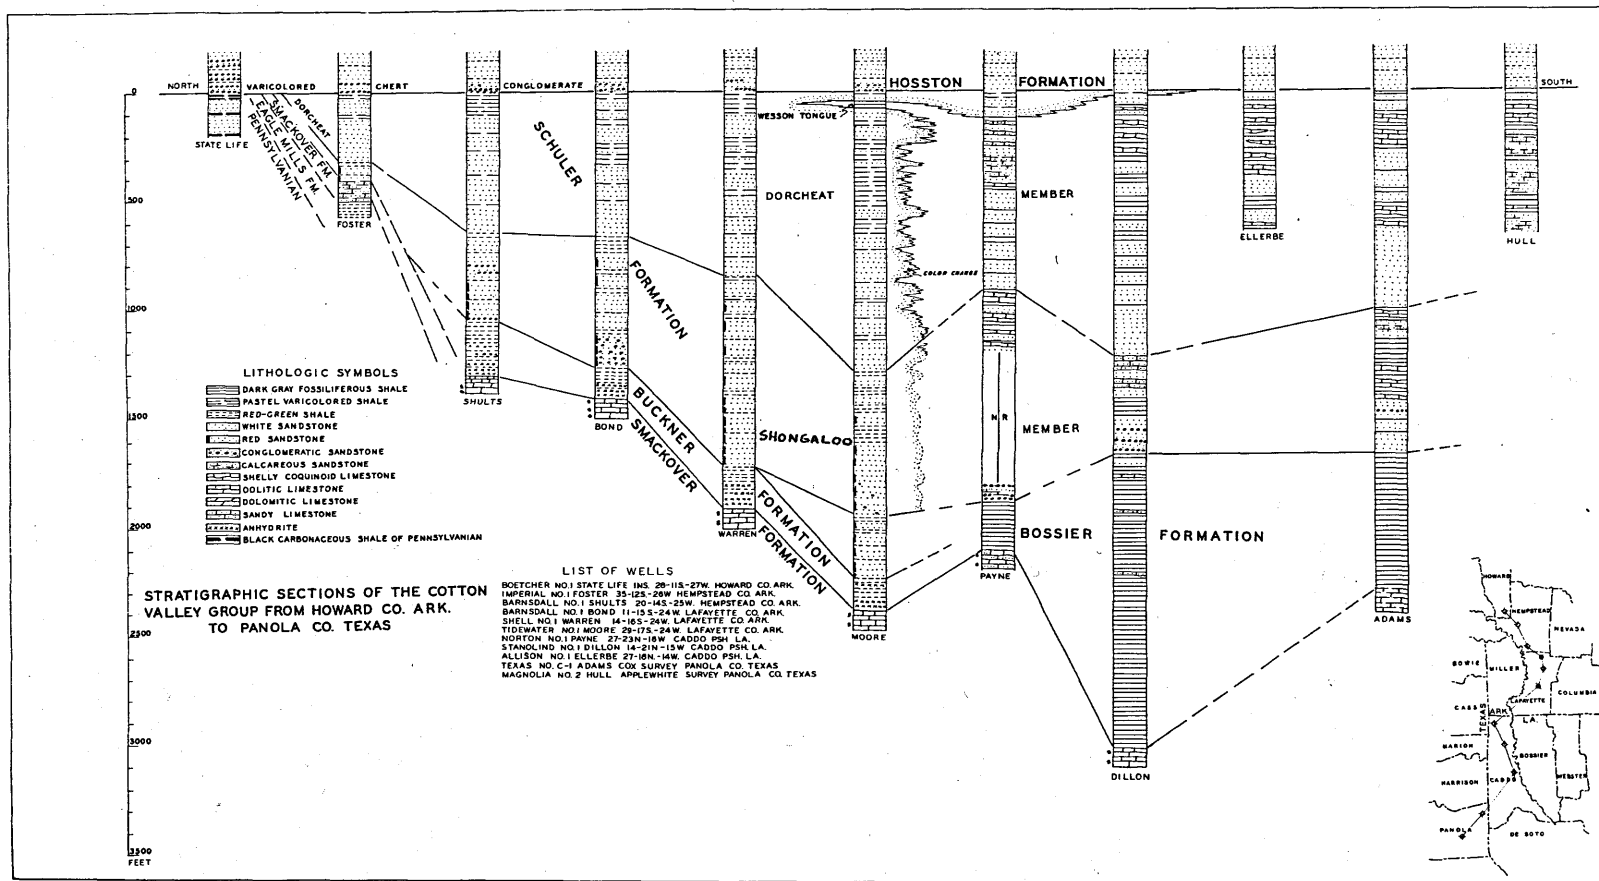 HOSSTON FORMATION
NORTH VARICOLORED CHERT CONGLOMERATE SOUTH
0
500
1000
1500
2000
2500
3000
3500
FEET
STATE LIFE
DORCHEAT
SMACKOVER FM.
EAGLE MILLS FM.
PENNSYLVANIAN
FOSTER
SHULTS
SCHULER
FORMATION
BOND
WESSON TONGUE
DORCHEAT
MEMBER
COLOR CHANGE
BUCKNER
FORMATION
SMACKOVER
FORMATION
WARREN
SHONGALOO
MEMBER
N R
MOORE
BOSSIER FORMATION
PAYNE
DILLON
ELLERBE
ADAMS
HULL
LITHOLOGIC SYMBOLS
DARK GRAY FOSSILIFEROUS SHALE
PASTEL VARICOLORED SHALE
RED-GREEN SHALE
WHITE SANDSTONE
RED SANDSTONE
CONGLOMERATIC SANDSTONE
CALCAREOUS SANDSTONE
SHELLY COQUINOID LIMESTONE
OOLITIC LIMESTONE
DOLOMITIC LIMESTONE
SANDY LIMESTONE
ANHYDRITE
BLACK CARBONACEOUS SHALE OF PENNSYLVANIAN
STRATIGRAPHIC SECTIONS OF THE COTTON
VALLEY GROUP FROM HOWARD CO. ARK.
TO PANOLA CO. TEXAS
LIST OF WELLS
BOETCHER NO.1 STATE LIFE INS. 28-11S.-27W. HOWARD CO. ARK.
IMPERIAL NO.1 FOSTER 35-12S.-26W HEMPSTEAD CO. ARK.
BARNSDALL NO.1 SHULTS 20-14S.-25W. HEMPSTEAD CO. ARK.
BARNSDALL NO.1 BOND 11-15S-24W LAFAYETTE CO. ARK.
SHELL NO.1 WARREN 14-16S-24W. LAFAYETTE CO. ARK.
TIDEWATER NO.1 MOORE 29-17S.-24W. LAFAYETTE CO. ARK.
NORTON NO.1 PAYNE 27-23N-16W CADDO PSH LA.
STANOLIND NO.1 DILLON 14-21N-15W CADDO PSH. LA.
ALLISON NO.1 ELLERBE 27-18N.-14W. CADDO PSH. LA.
TEXAS NO. C-1 ADAMS COX SURVEY PANOLA CO. TEXAS
MAGNOLIA NO. 2 HULL APPLEWHITE SURVEY PANOLA CO. TEXAS
HOWARD
HEMPSTEAD
NEVADA
BOWIE
MILLER
LAFAYETTE
COLUMBIA
CASS
TEXAS
ARK.
LA.
MARION
BOSSIER
WEBSTER
HARRISON
CADDO
PANOLA
DE SOTO